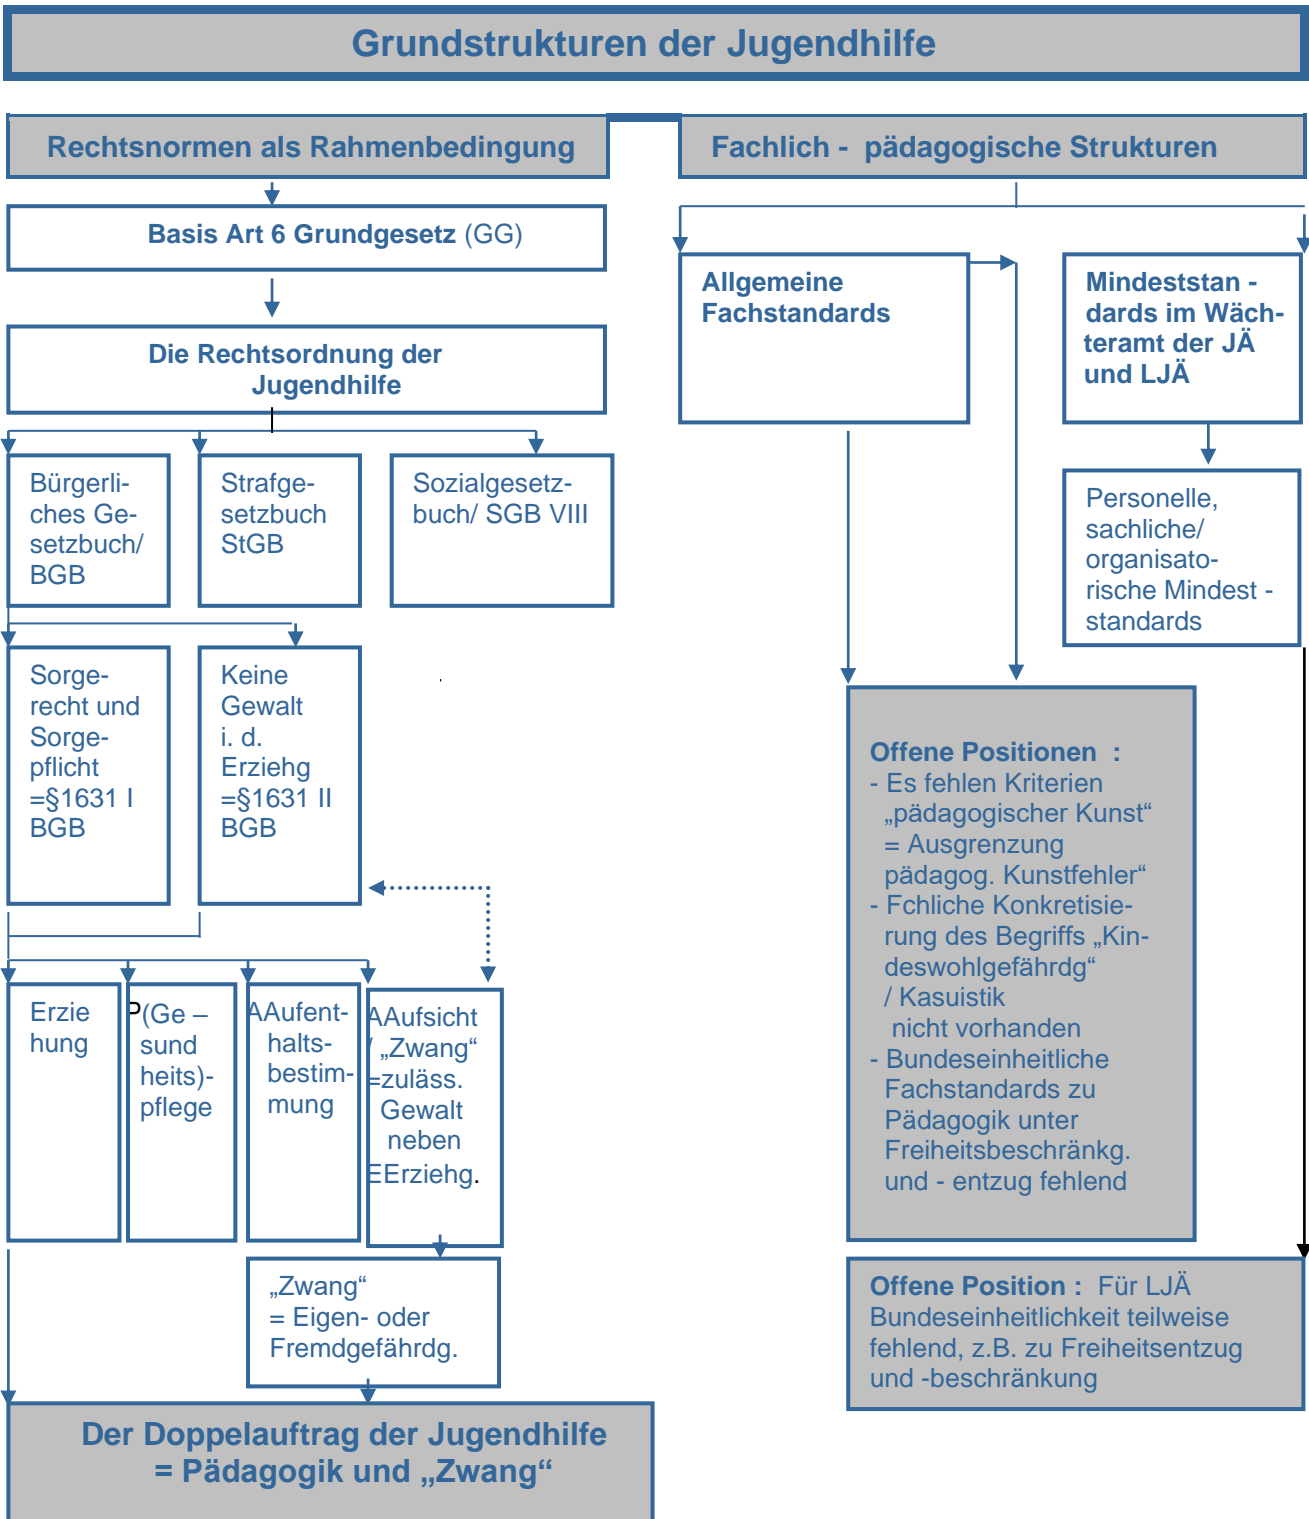 Grundstrukturen der Jugendhilfe
Rechtsnormen als Rahmenbedingung
Fachlich - pädagogische Strukturen
Basis Art 6 Grundgesetz (GG)
Die Rechtsordnung der
Jugendhilfe
Allgemeine
Fachstandards
Mindeststan -
dards im Wäch-
teramt der JÄ
und LJÄ
Bürgerli-
ches Ge-
setzbuch/
BGB
Strafge-
setzbuch
StGB
Sozialgesetz-
buch/ SGB VIII
Personelle,
sachliche/
organisato-
rische Mindest -
standards
Sorge-
recht und
Sorge-
pflicht
=§1631 I
BGB
Keine
Gewalt
i. d.
Erziehg
=§1631 II
BGB
Offene Positionen :
- Es fehlen Kriterien
„pädagogischer Kunst“
= Ausgrenzung
pädagog. Kunstfehler“
- Fchliche Konkretisie-
rung des Begriffs „Kin-
deswohlgefährdg“
/ Kasuistik
nicht vorhanden
- Bundeseinheitliche
Fachstandards zu
Pädagogik unter
Freiheitsbeschränkg.
und - entzug fehlend
Erzie
hung
P(Ge –
sund
heits)-
pflege
AAufent-
halts-
bestim-
mung
AAufsicht
/ „Zwang“
=zuläss.
Gewalt
neben
EErziehg.
„Zwang“
= Eigen- oder
Fremdgefährdg.
Offene Position : Für LJÄ
Bundeseinheitlichkeit teilweise
fehlend, z.B. zu Freiheitsentzug
und -beschränkung
Der Doppelauftrag der Jugendhilfe
= Pädagogik und „Zwang“